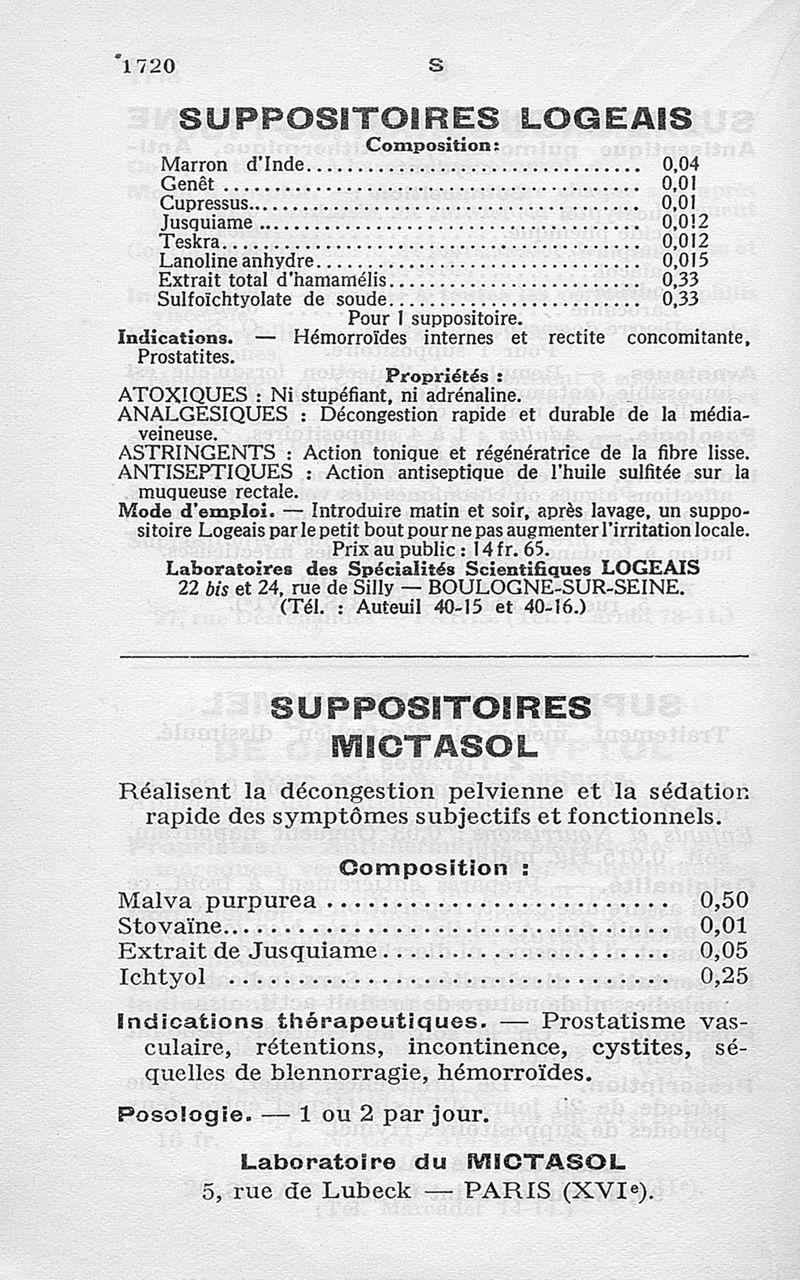 1720
S
SUPPOSITOIRES LOGEAIS
Composition:
Marron d'Inde................................ 0,04
Genêt ........................................ 0,01
Cupressus..................................... 0,01
Jusquiame .................................... 0,012
Teskra........................................ 0,012
Lanoline anhydre.............................. 0,015
Extrait total d'hamamélis..................... 0,33
Sulfoïchtyolate de soude...................... 0,33
Pour 1 suppositoire.
Indications. — Hémorroïdes internes et rectite concomitante,
Prostatites.
Propriétés :
ATOXIQUES : Ni stupéfiant, ni adrénaline.
ANALGESIQUES : Décongestion rapide et durable de la média-
veineuse.
ASTRINGENTS : Action tonique et régénératrice de la fibre lisse.
ANTISEPTIQUES : Action antiseptique de l'huile sulfitée sur la
muqueuse rectale.
Mode d'emploi. — Introduire matin et soir, après lavage, un suppo-
sitoire Logeais par le petit bout pour ne pas augmenter l'irritation locale.
Prix au public : 14 fr. 65.
Laboratoires des Spécialités Scientifiques LOGEAIS
22 bis et 24, rue de Silly — BOULOGNE-SUR-SEINE.
(Tél. : Auteuil 40-15 et 40-16.)
SUPPOSITOIRES
MICTASOL
Réalisent la décongestion pelvienne et la sédation
rapide des symptômes subjectifs et fonctionnels.
Composition :
Malva purpurea .......................... 0,50
Stovaïne................................. 0,01
Extrait de Jusquiame..................... 0,05
Ichtyol ................................. 0,25
Indications thérapeutiques. — Prostatisme vas-
culaire, rétentions, incontinence, cystites, sé-
quelles de blennorragie, hémorroïdes.
Posologie. — 1 ou 2 par jour.
Laboratoire du MICTASOL
5, rue de Lubeck — PARIS (XVIe).